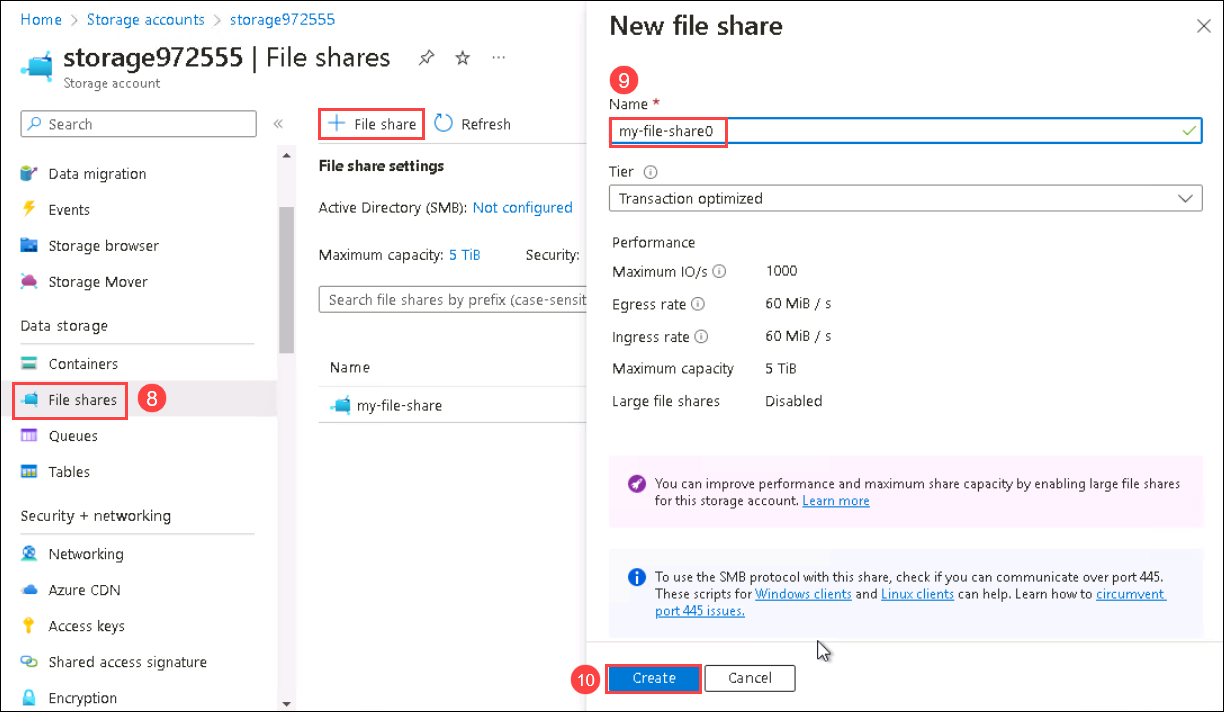 Home > Storage accounts > storage972555
storage972555 | File shares
Storage account
Search
Data migration
Events
Storage browser
Storage Mover
Data storage
Containers
File shares
8
Queues
Tables
Security + networking
Networking
Azure CDN
Access keys
Shared access signature
Encryption
File share
Refresh
File share settings
Active Directory (SMB): Not configured
Maximum capacity: 5 TiB Security:
Search file shares by prefix (case-sensit
Name
my-file-share
New file share
9
Name *
my-file-share0
Tier
Transaction optimized
Performance
Maximum IO/s 1000
Egress rate 60 MiB / s
Ingress rate 60 MiB / s
Maximum capacity 5 TiB
Large file shares Disabled
You can improve performance and maximum share capacity by enabling large file shares
for this storage account. Learn more
To use the SMB protocol with this share, check if you can communicate over port 445.
These scripts for Windows clients and Linux clients can help. Learn how to circumvent
port 445 issues.
10
Create
Cancel